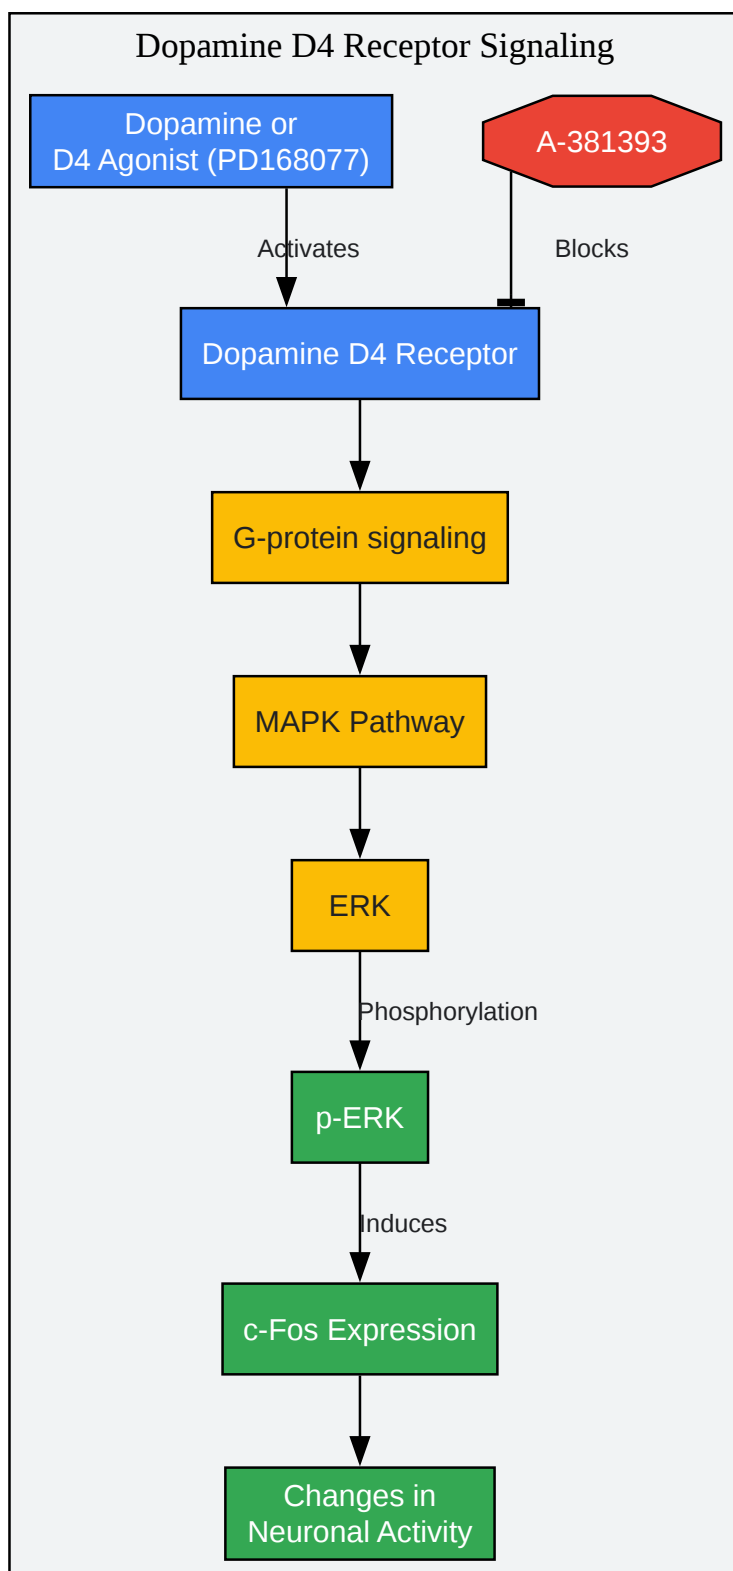 Dopamine D4 Receptor Signaling
Dopamine or
D4 Agonist (PD168077)
A-381393
Activates
Blocks
Dopamine D4 Receptor
G-protein signaling
MAPK Pathway
ERK
Phosphorylation
p-ERK
Induces
c-Fos Expression
Changes in
Neuronal Activity